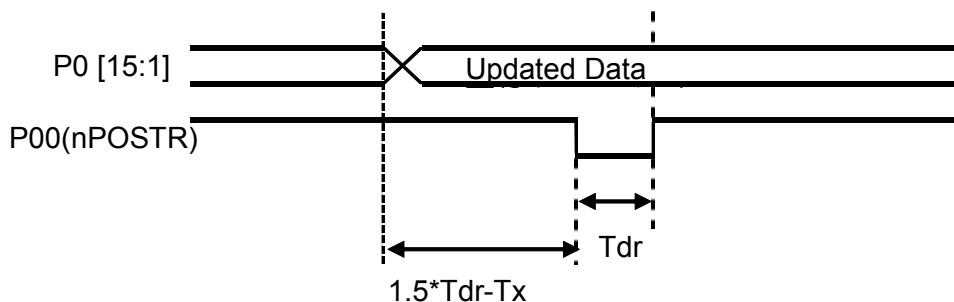 P0 [15:1]
Updated Data
P00(nPOSTR)
Tdr
1.5*Tdr-Tx